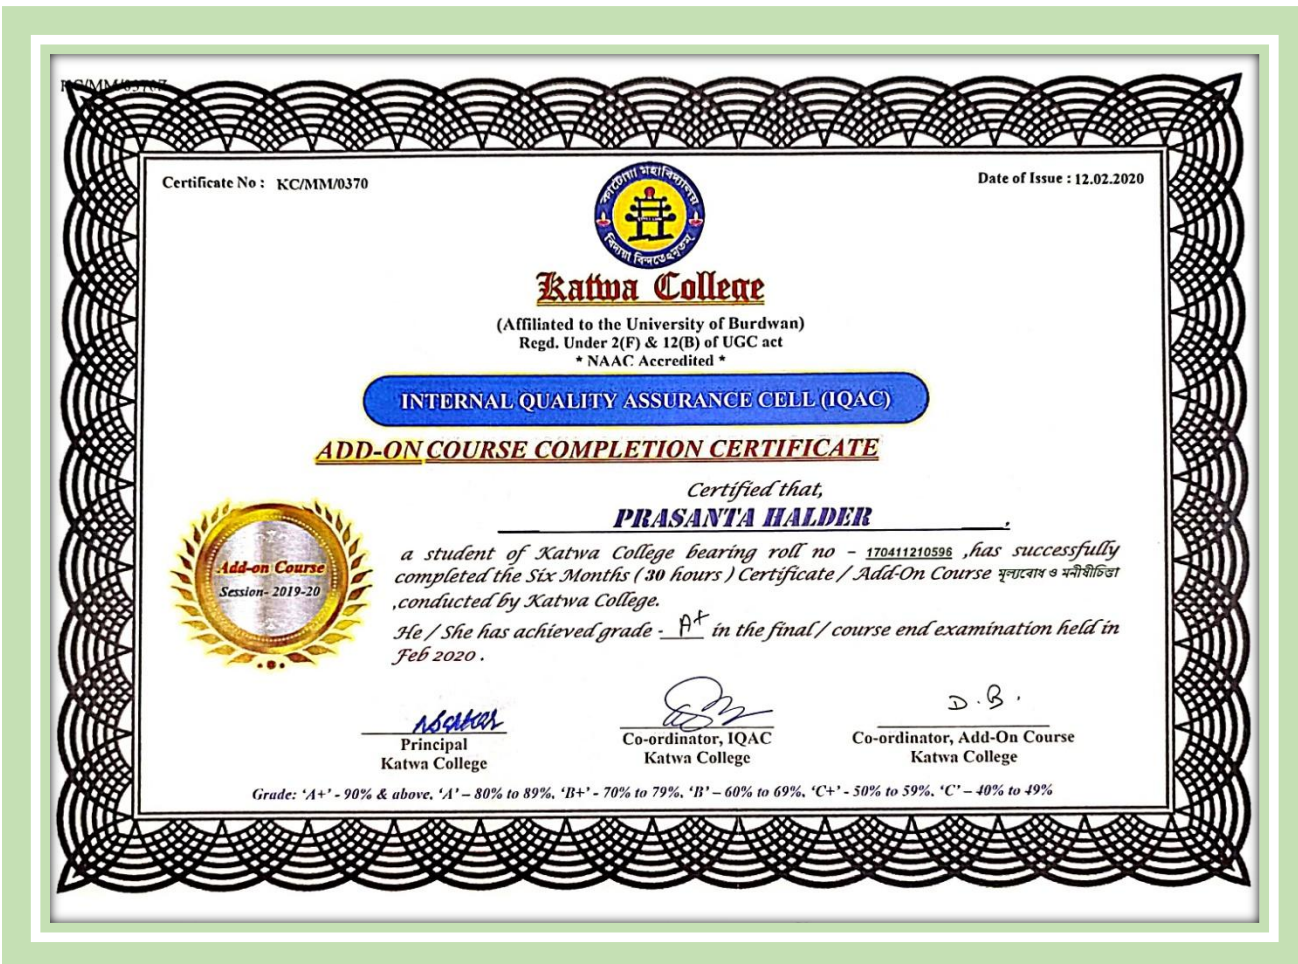 Certificate No : KC/MM/0370
Date of Issue : 12.02.2020
কাটোয়া মহাবিদ্যালয়
বিদ্যয়া বিন্দতেহমৃতম্
Katwa College
(Affiliated to the University of Burdwan)
Regd. Under 2(F) & 12(B) of UGC act
* NAAC Accredited *
INTERNAL QUALITY ASSURANCE CELL (IQAC)
ADD-ON COURSE COMPLETION CERTIFICATE
Certified that,
PRASANTA HALDER ,
Add-on Course
Session- 2019-20
a student of Katwa College bearing roll no – 170411210596 ,has successfully
completed the Six Months ( 30 hours ) Certificate / Add-On Course মূল্যবোধ ও মনীষীচিন্তা
,conducted by Katwa College.
He / She has achieved grade - A+ in the final / course end examination held in
Feb 2020 .
D.B.
Principal
Katwa College
Co-ordinator, IQAC
Katwa College
Co-ordinator, Add-On Course
Katwa College
Grade: ‘A+’ - 90% & above, ‘A’ – 80% to 89%, ‘B+’ - 70% to 79%, ‘B’ – 60% to 69%, ‘C+’ - 50% to 59%, ‘C’ – 40% to 49%